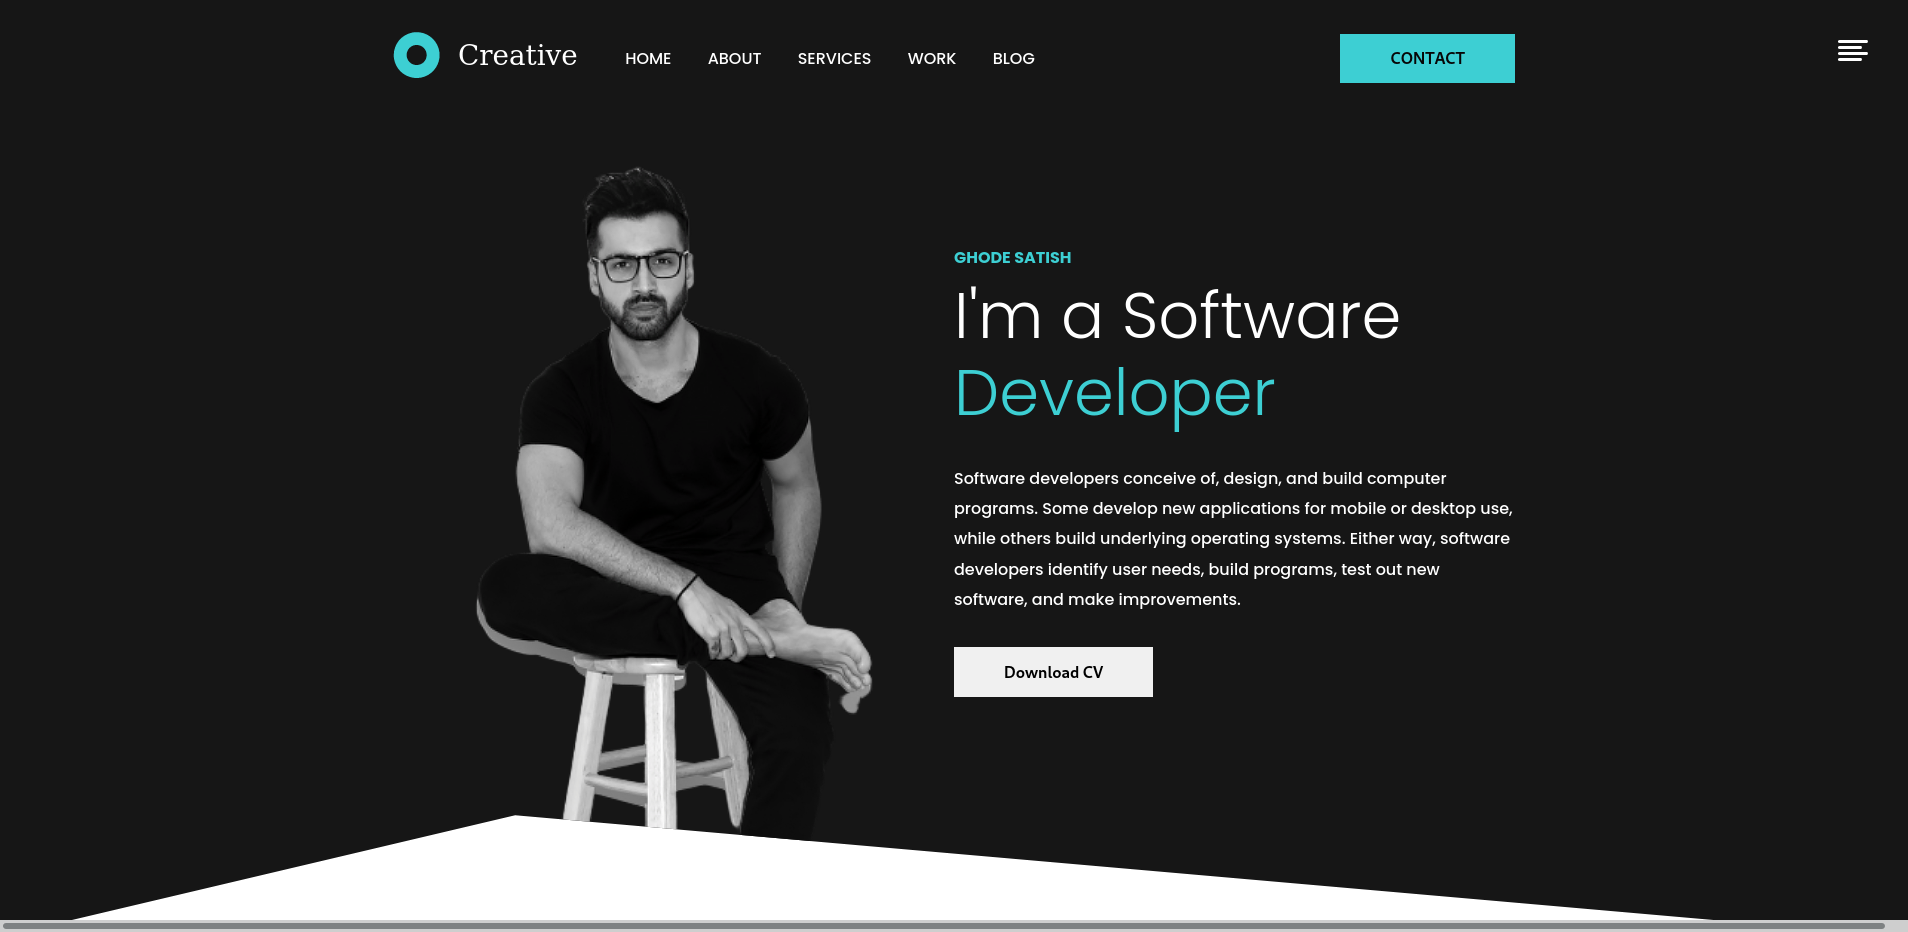 Creative
HOME
ABOUT
SERVICES
WORK
BLOG
CONTACT
GHODE SATISH
I'm a Software
Developer
Software developers conceive of, design, and build computer
programs. Some develop new applications for mobile or desktop use,
while others build underlying operating systems. Either way, software
developers identify user needs, build programs, test out new
software, and make improvements.
Download CV